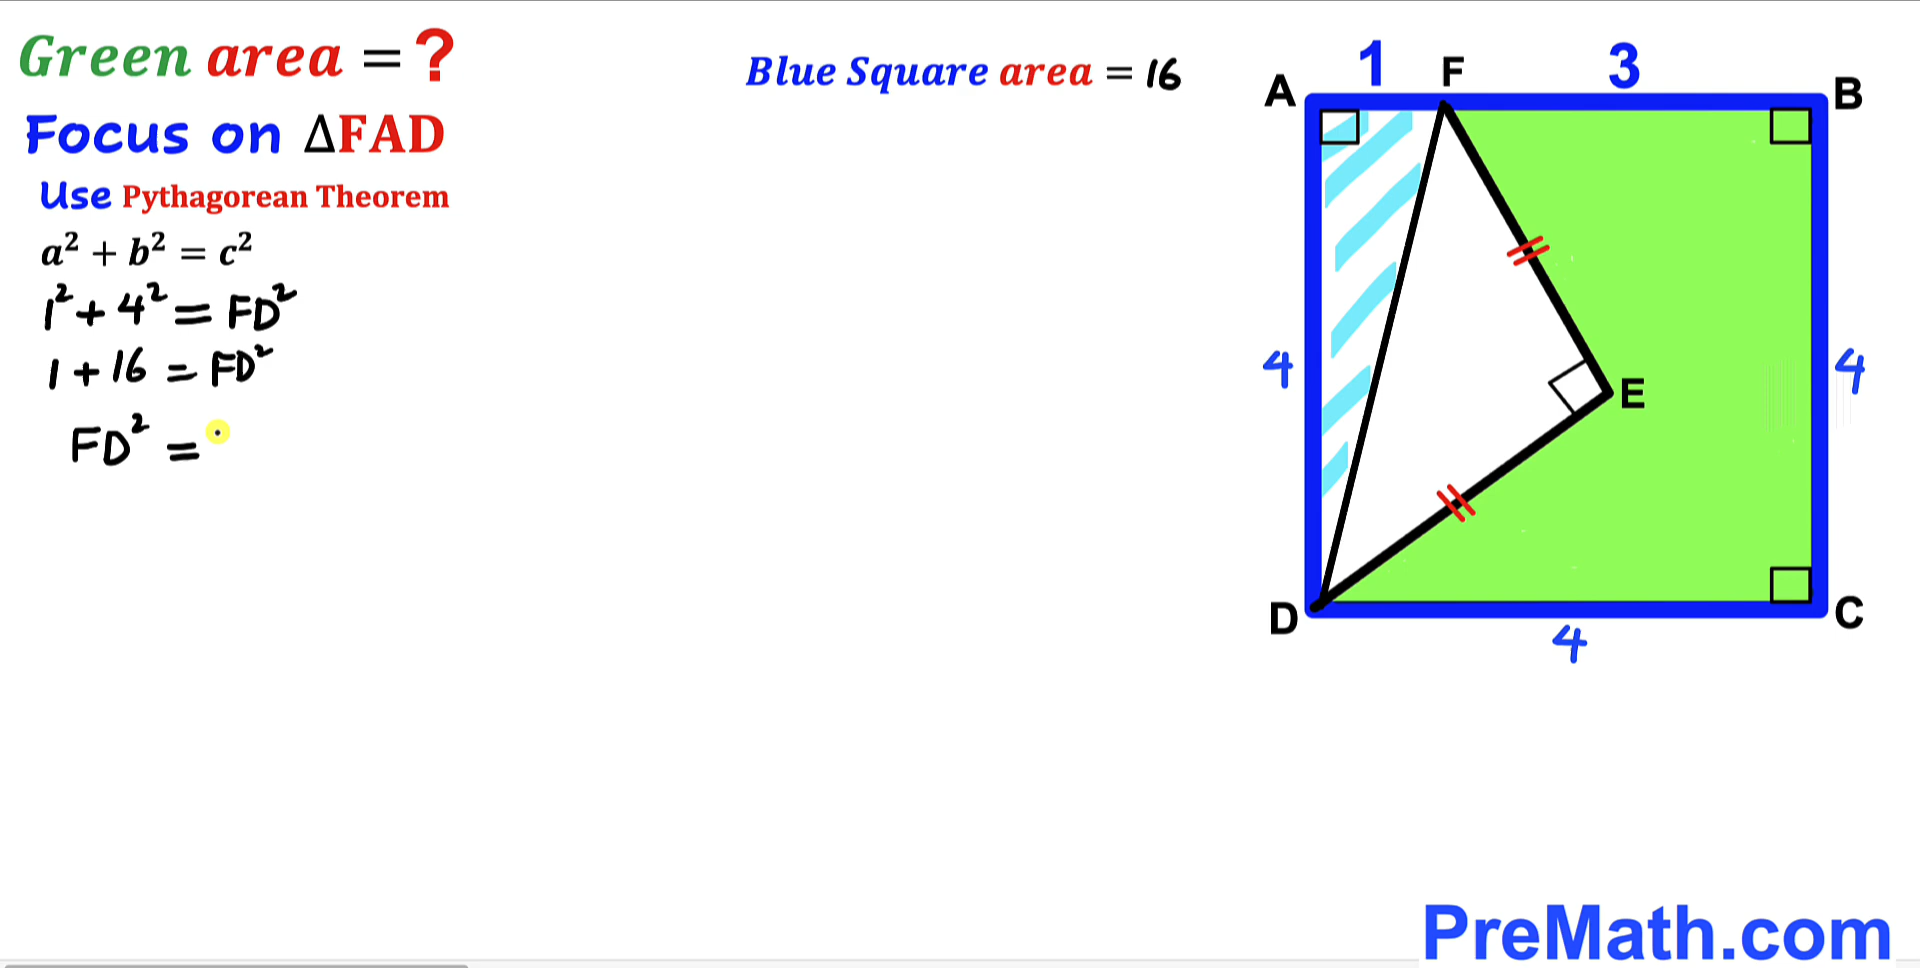 Green area = ?
Focus on ΔFAD
Use Pythagorean Theorem
a² + b² = c²
1² + 4² = FD²
1 + 16 = FD²
FD² =
Blue Square area = 16
1 F 3
A B
4 4
E
D C
4
PreMath.com